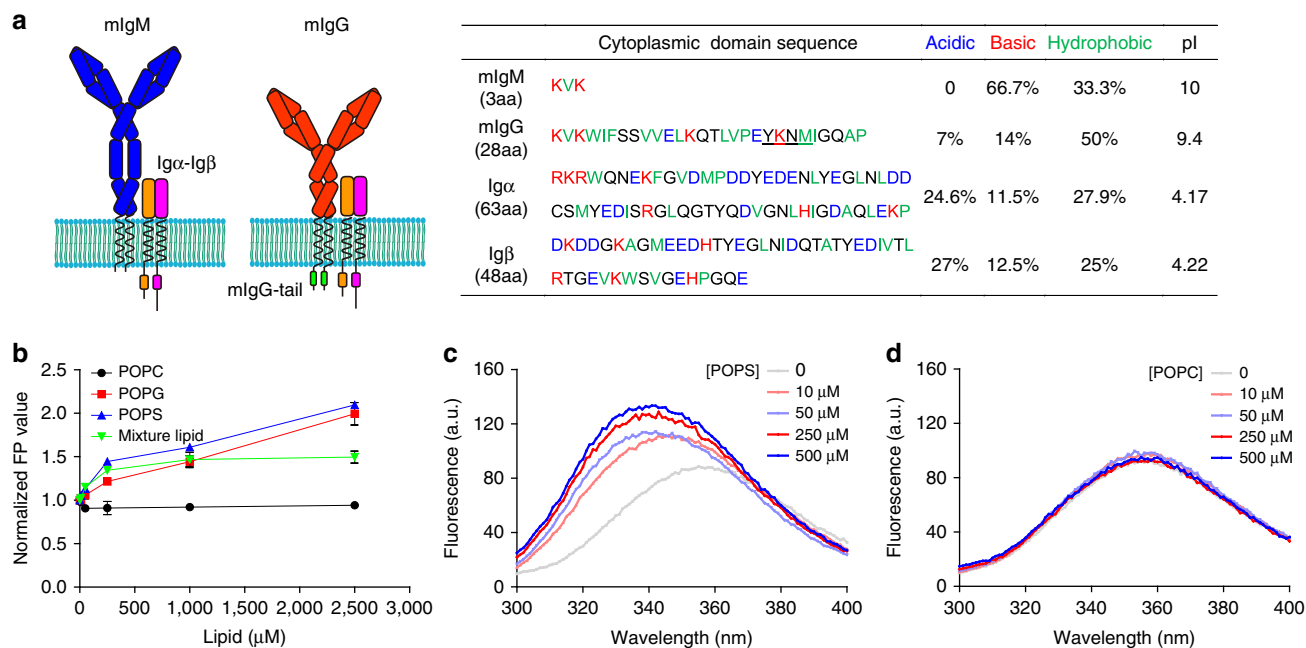 a
mIgM
mIgG
Igα-Igβ
mIgG-tail
Cytoplasmic domain sequence Acidic Basic Hydrophobic pI
mIgM
(3aa)
KVK
0 66.7% 33.3% 10
mIgG
(28aa)
KVKWIFSSVVELKQTLVPEYKNMIGQAP
7% 14% 50% 9.4
Igα
(63aa)
RKRWQNEKFGVDMPDDYEDENLYEGLNLDD
CSMYEDISRGLQGTYQDVGNLHIGDAQLEKP
24.6% 11.5% 27.9% 4.17
Igβ
(48aa)
DKDDGKAGMEEDHTYEGLNIDQTATYEDIVTL
RTGEVKWSVGEHPGQE
27% 12.5% 25% 4.22
b
Normalized FP value
2.5
2.0
1.5
1.0
0.5
0.0
POPC
POPG
POPS
Mixture lipid
0 500 1,000 1,500 2,000 2,500 3,000
Lipid (μM)
c
Fluorescence (a.u.)
160
120
80
40
0
[POPS] 0
10 μM
50 μM
250 μM
500 μM
300 320 340 360 380 400
Wavelength (nm)
d
Fluorescence (a.u.)
160
120
80
40
0
[POPC] 0
10 μM
50 μM
250 μM
500 μM
300 320 340 360 380 400
Wavelength (nm)